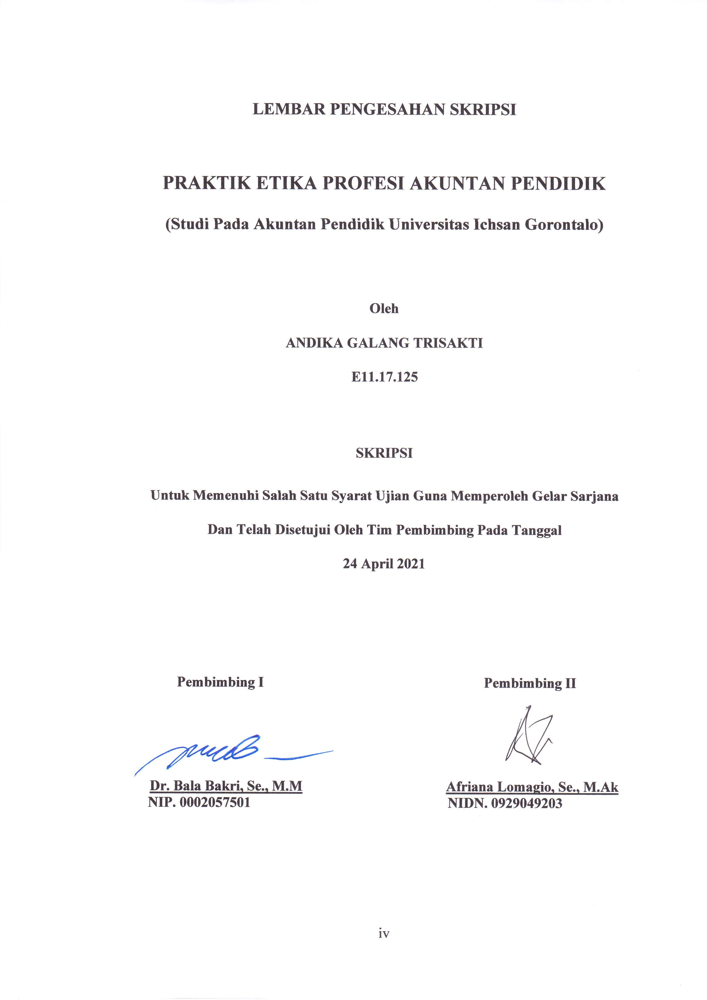 LEMBAR PENGESAHAN SKRIPSI
PRAKTIK ETIKA PROFESI AKUNTAN PENDIDIK
(Studi Pada Akuntan Pendidik Universitas Ichsan Gorontalo)
Oleh
ANDIKA GALANG TRISAKTI
E11.17.125
SKRIPSI
Untuk Memenuhi Salah Satu Syarat Ujian Guna Memperoleh Gelar Sarjana
Dan Telah Disetujui Oleh Tim Pembimbing Pada Tanggal
24 April 2021
Pembimbing I
Pembimbing II
Dr. Bala Bakri, Se., M.M
Afriana Lomagio, Se., M.Ak
NIP. 0002057501
NIDN. 0929049203
iv